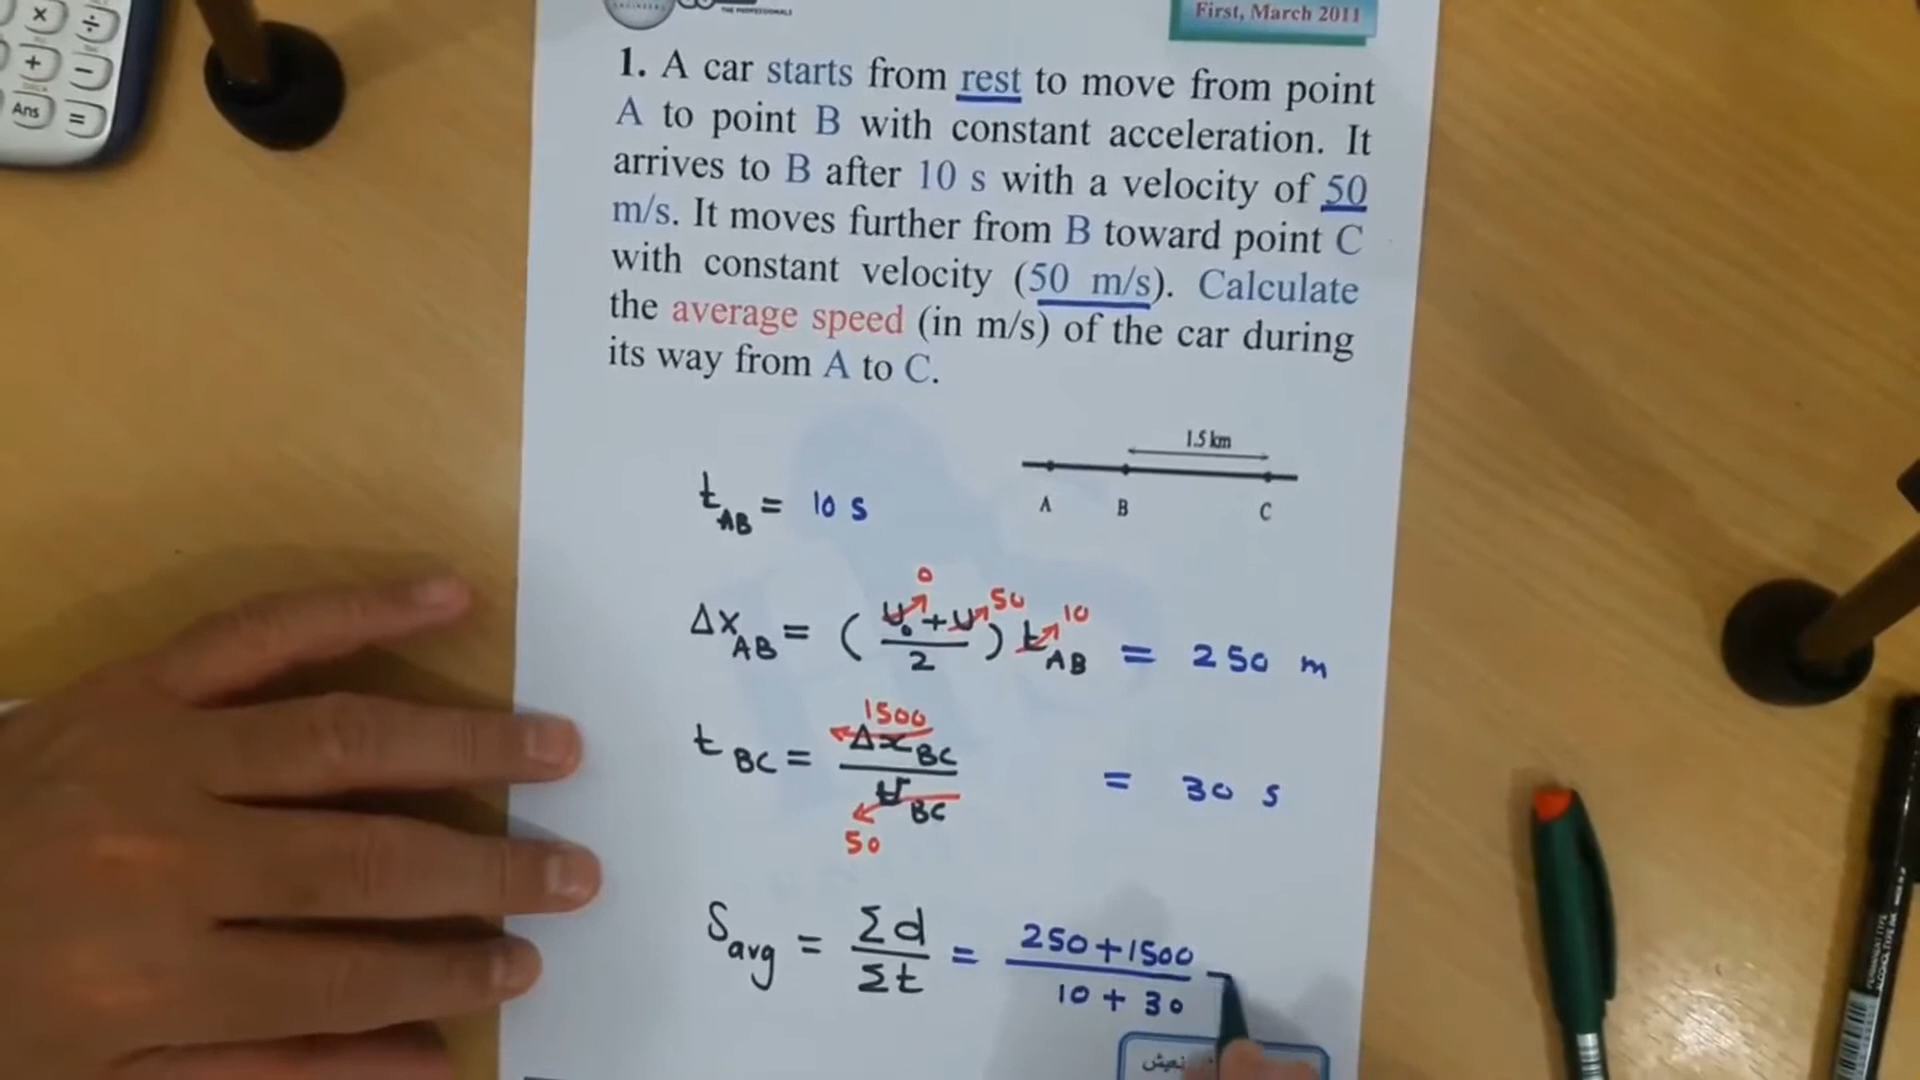 ×
÷
+
−
Ans
=
THE PROFESSIONALS
First, March 2011
1. A car starts from rest to move from point
A to point B with constant acceleration. It
arrives to B after 10 s with a velocity of 50
m/s. It moves further from B toward point C
with constant velocity (50 m/s). Calculate
the average speed (in m/s) of the car during
its way from A to C.
1.5 km
A B C
t_AB = 10 s
0 50 10
Δx_AB = (v₀+v/2) t_AB = 250 m
1500
t_BC = Δx_BC/v_BC = 30 s
50
S_avg = Σd/Σt = 250+1500/10+30 =